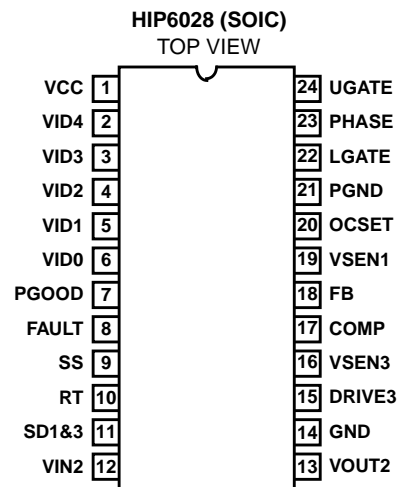 HIP6028 (SOIC)
TOP VIEW
VCC 1 24 UGATE
VID4 2 23 PHASE
VID3 3 22 LGATE
VID2 4 21 PGND
VID1 5 20 OCSET
VID0 6 19 VSEN1
PGOOD 7 18 FB
FAULT 8 17 COMP
SS 9 16 VSEN3
RT 10 15 DRIVE3
SD1&3 11 14 GND
VIN2 12 13 VOUT2